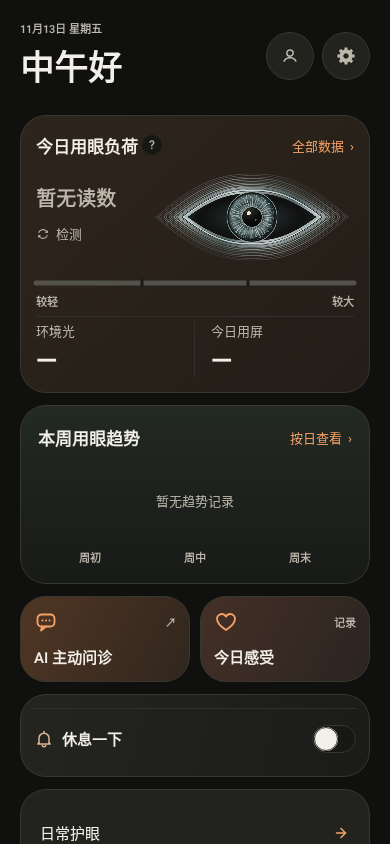 11月13日 星期五
中午好
今日用眼负荷 ?
全部数据 ›
暂无读数
检测
较轻
较大
环境光
今日用屏
—
—
本周用眼趋势
按日查看 ›
暂无趋势记录
周初
周中
周末
AI 主动问诊
↗
今日感受
记录
休息一下
日常护眼
→